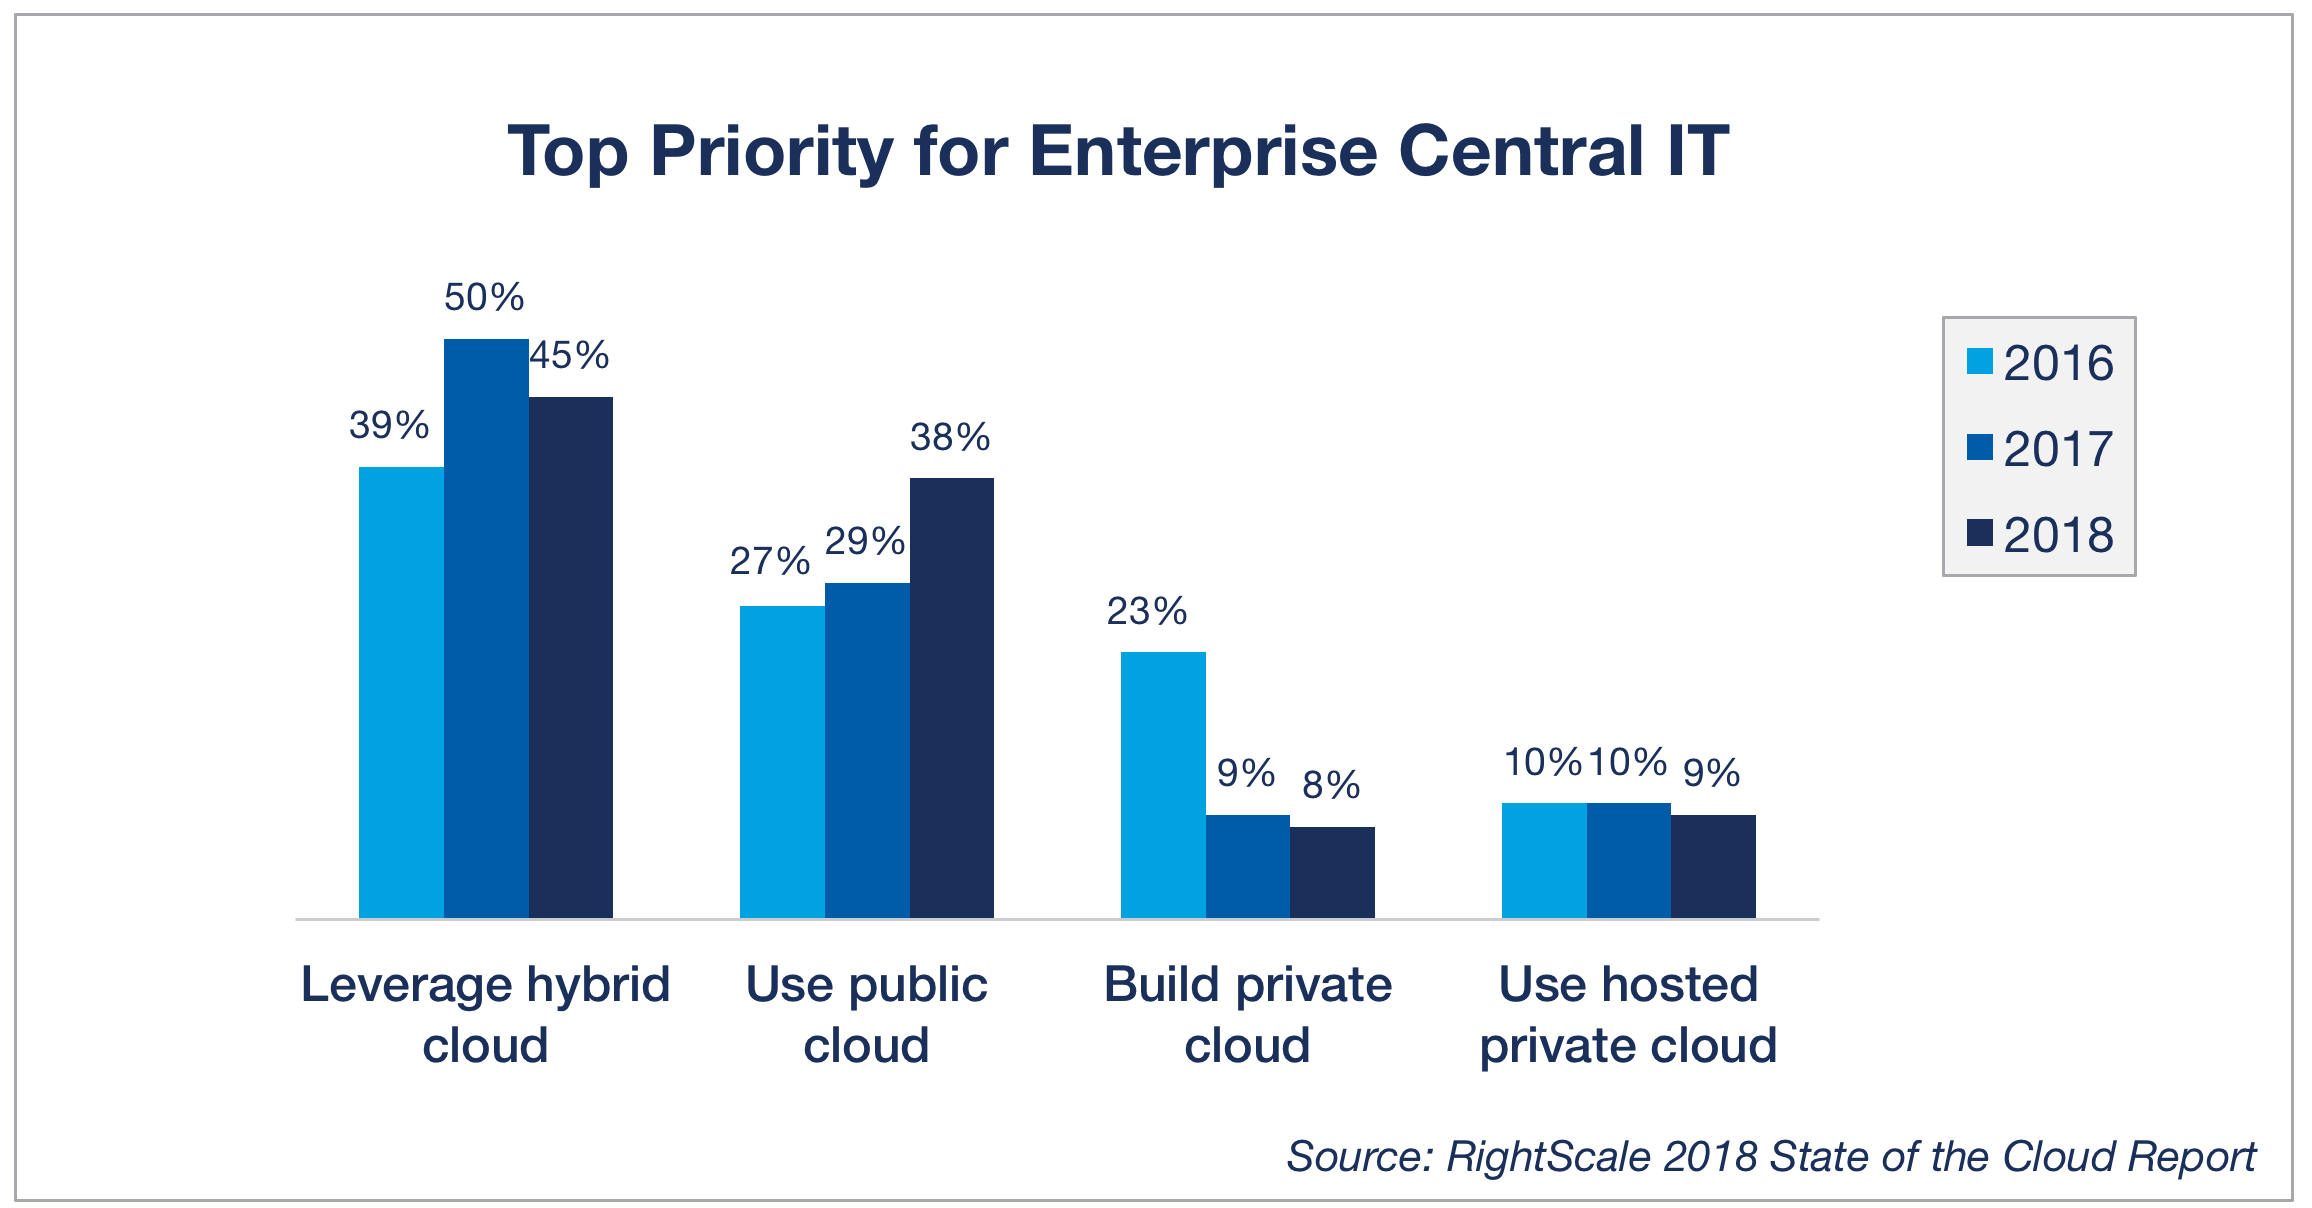 Top Priority for Enterprise Central IT
50%
45%
39%
38%
29%
27%
23%
9%
8%
10%
10%
9%
2016
2017
2018
Leverage hybrid
cloud
Use public
cloud
Build private
cloud
Use hosted
private cloud
Source: RightScale 2018 State of the Cloud Report